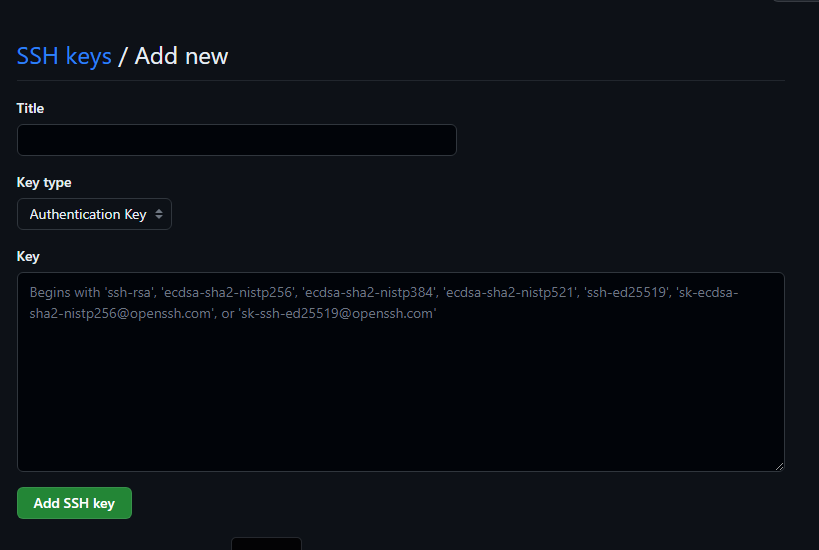 SSH keys / Add new
Title
Key type
Authentication Key
Key
Begins with 'ssh-rsa', 'ecdsa-sha2-nistp256', 'ecdsa-sha2-nistp384', 'ecdsa-sha2-nistp521', 'ssh-ed25519', 'sk-ecdsa-
sha2-nistp256@openssh.com', or 'sk-ssh-ed25519@openssh.com'
Add SSH key